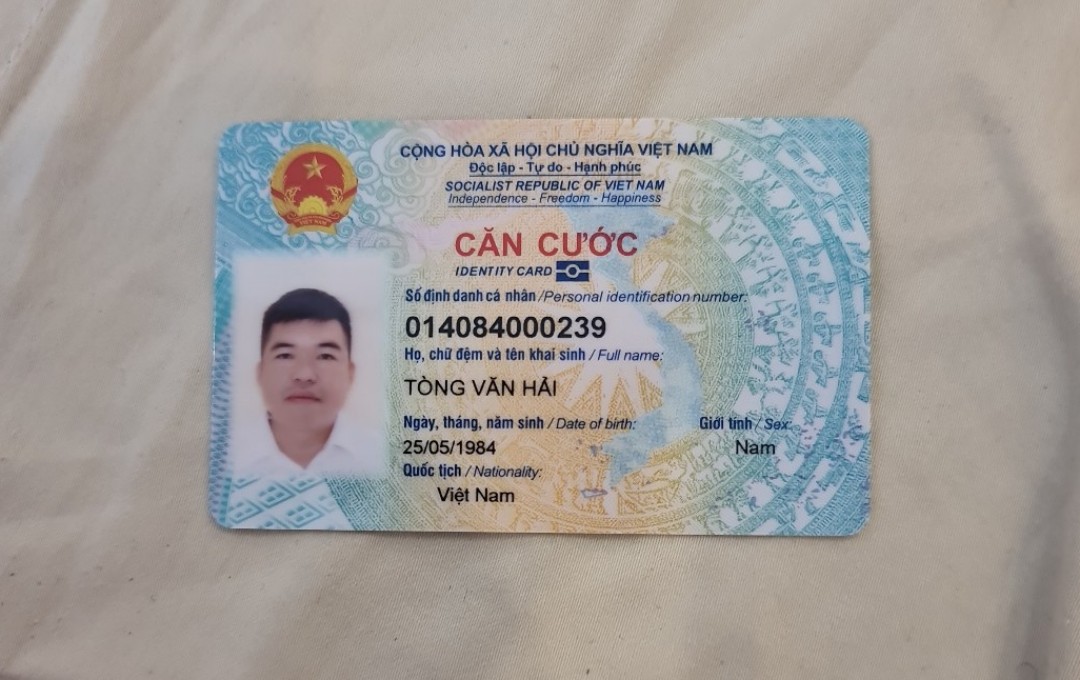 CỘNG HÒA XÃ HỘI CHỦ NGHĨA VIỆT NAM
Độc lập - Tự do - Hạnh phúc
SOCIALIST REPUBLIC OF VIET NAM
Independence - Freedom - Happiness
VIỆT NAM
CĂN CƯỚC
IDENTITY CARD
Số định danh cá nhân / Personal identification number:
014084000239
Họ, chữ đệm và tên khai sinh / Full name:
TÒNG VĂN HẢI
Ngày, tháng, năm sinh / Date of birth:
Giới tính / Sex:
25/05/1984
Nam
Quốc tịch / Nationality:
Việt Nam